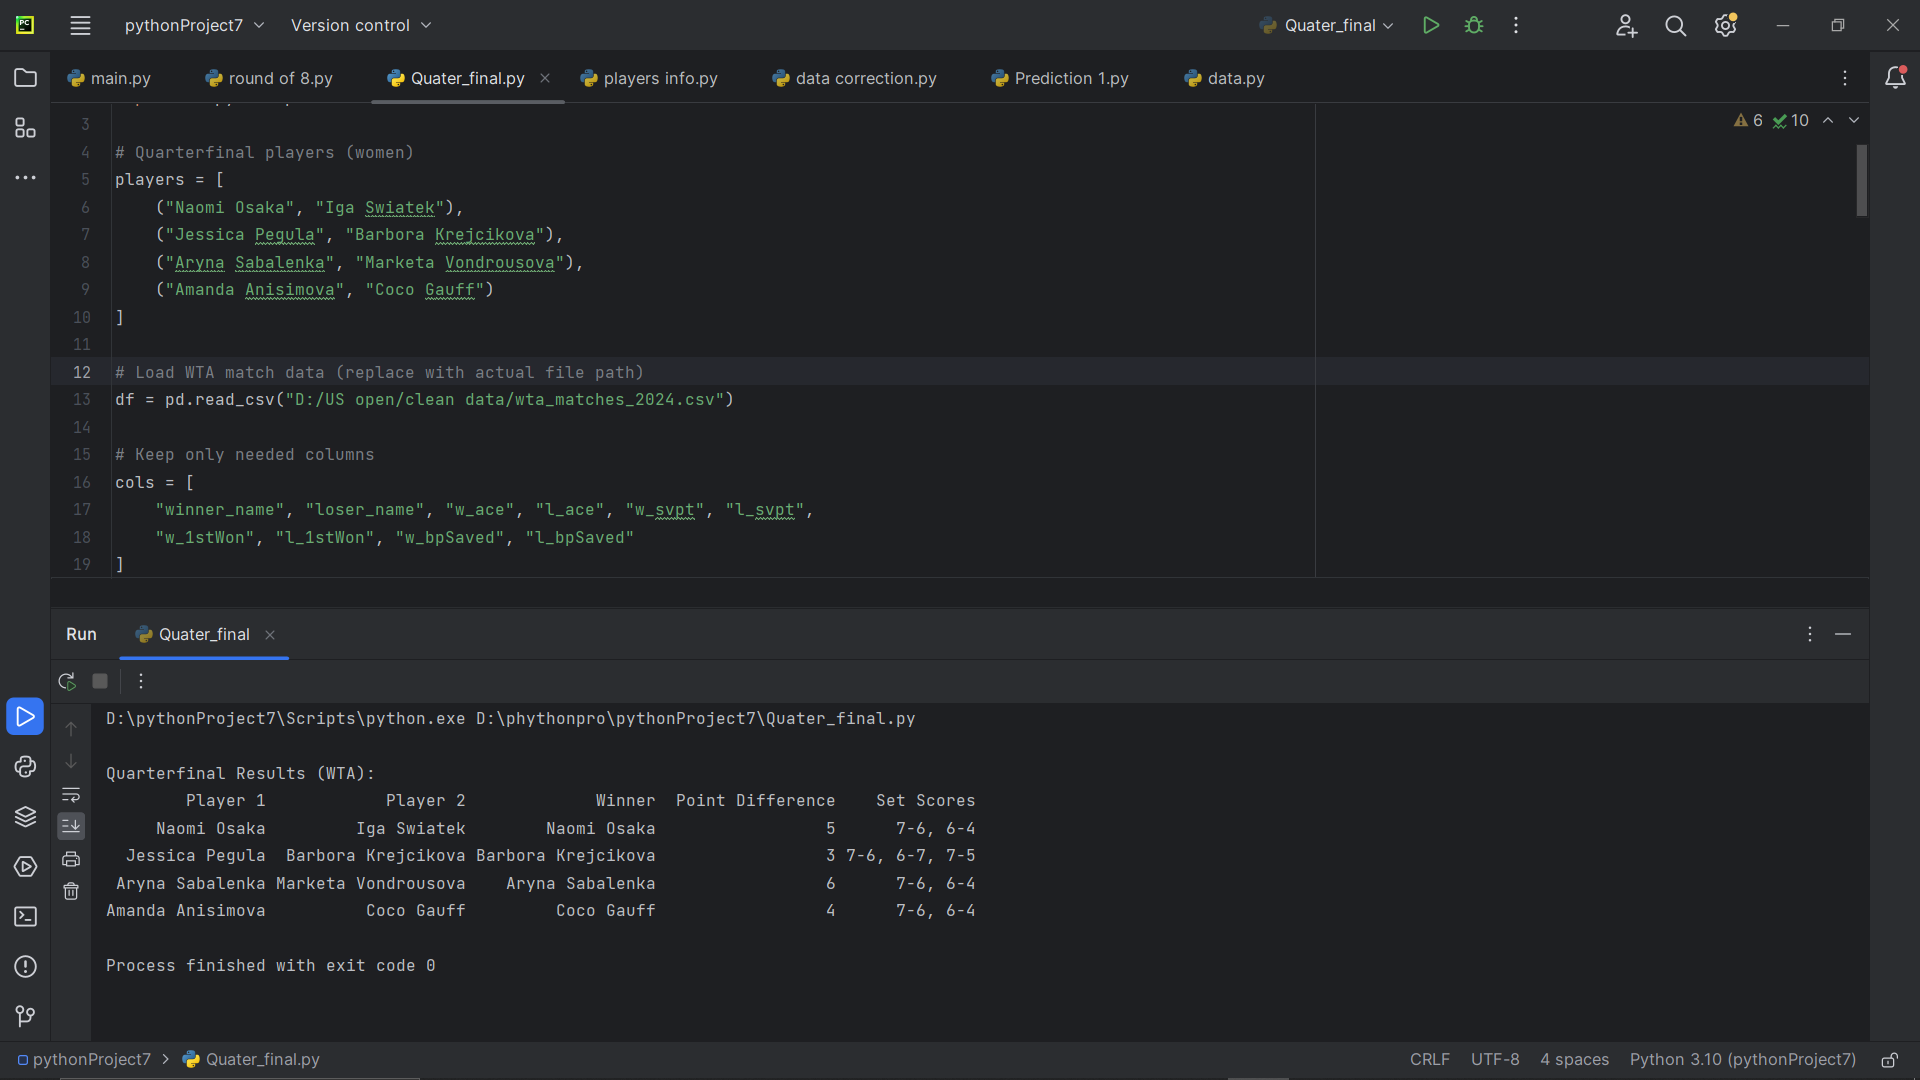 PC
pythonProject7
Version control
Quater_final
main.py
round of 8.py
Quater_final.py
players info.py
data correction.py
Prediction 1.py
data.py
6 10
3
4 # Quarterfinal players (women)
5 players = [
6 ("Naomi Osaka", "Iga Swiatek"),
7 ("Jessica Pegula", "Barbora Krejcikova"),
8 ("Aryna Sabalenka", "Marketa Vondrousova"),
9 ("Amanda Anisimova", "Coco Gauff")
10 ]
11
12 # Load WTA match data (replace with actual file path)
13 df = pd.read_csv("D:/US open/clean data/wta_matches_2024.csv")
14
15 # Keep only needed columns
16 cols = [
17 "winner_name", "loser_name", "w_ace", "l_ace", "w_svpt", "l_svpt",
18 "w_1stWon", "l_1stWon", "w_bpSaved", "l_bpSaved"
19 ]
Run
Quater_final
D:\pythonProject7\Scripts\python.exe D:\phythonpro\pythonProject7\Quater_final.py
Quarterfinal Results (WTA):
Player 1 Player 2 Winner Point Difference Set Scores
Naomi Osaka Iga Swiatek Naomi Osaka 5 7-6, 6-4
Jessica Pegula Barbora Krejcikova Barbora Krejcikova 3 7-6, 6-7, 7-5
Aryna Sabalenka Marketa Vondrousova Aryna Sabalenka 6 7-6, 6-4
Amanda Anisimova Coco Gauff Coco Gauff 4 7-6, 6-4
Process finished with exit code 0
pythonProject7 > Quater_final.py
CRLF
UTF-8
4 spaces
Python 3.10 (pythonProject7)